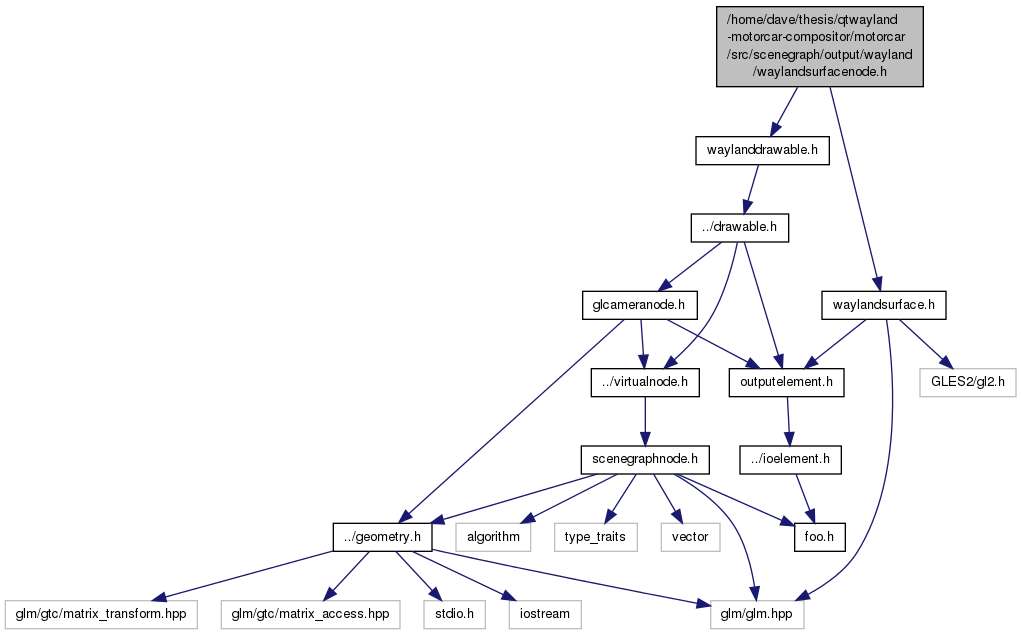 /home/dave/thesis/qtwayland
-motorcar-compositor/motorcar
/src/scenegraph/output/wayland
/waylandsurfacenode.h
waylanddrawable.h
../drawable.h
glcameranode.h
waylandsurface.h
../virtualnode.h
outputelement.h
GLES2/gl2.h
scenegraphnode.h
../ioelement.h
../geometry.h
algorithm
type_traits
vector
foo.h
glm/gtc/matrix_transform.hpp
glm/gtc/matrix_access.hpp
stdio.h
iostream
glm/glm.hpp